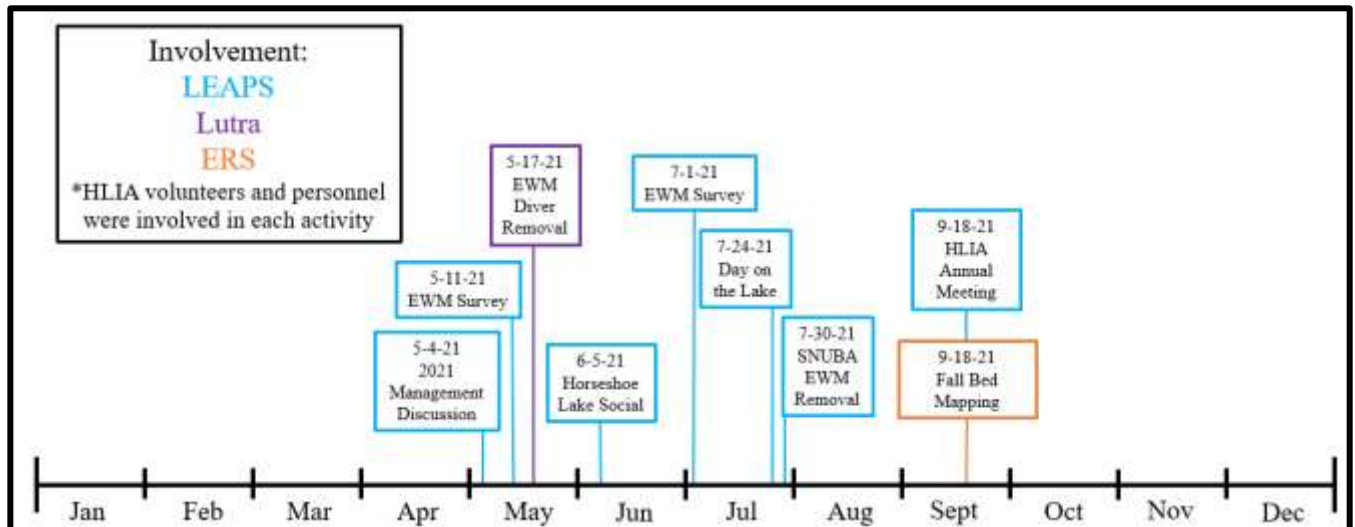 Involvement:
LEAPS
Lutra
ERS
*HLIA volunteers and personnel
were involved in each activity
5-4-21
2021
Management
Discussion
5-11-21
EWM Survey
5-17-21
EWM
Diver
Removal
6-5-21
Horseshoe
Lake Social
7-1-21
EWM Survey
7-24-21
Day on
the Lake
7-30-21
SNUBA
EWM
Removal
9-18-21
HLIA
Annual
Meeting
9-18-21
Fall Bed
Mapping
Jan Feb Mar Apr May Jun Jul Aug Sept Oct Nov Dec